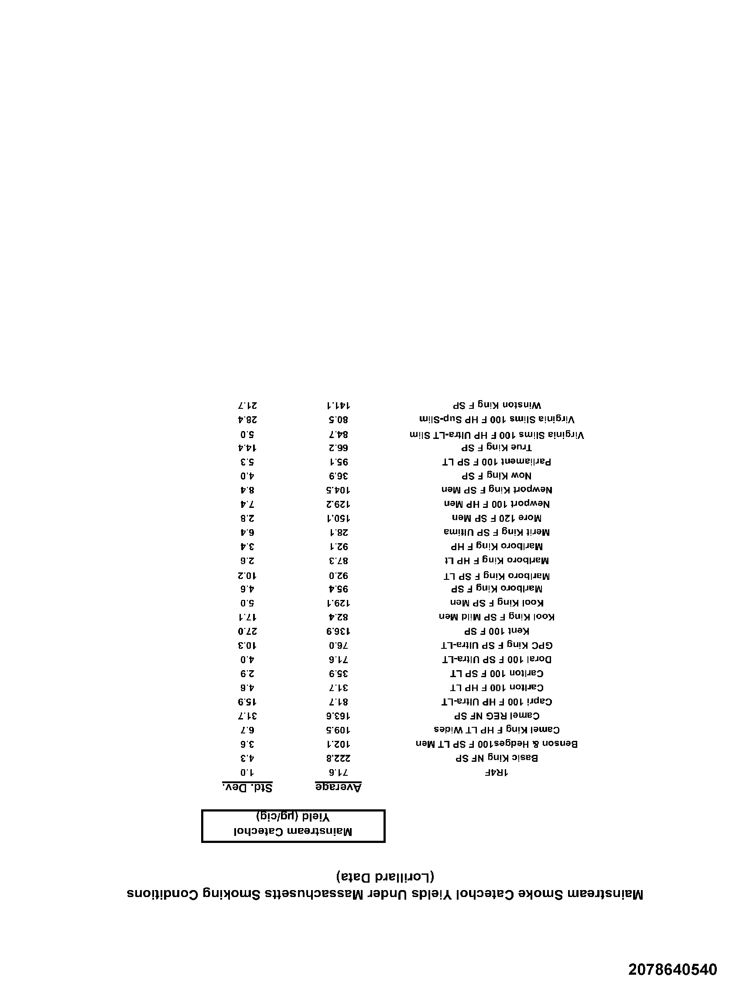 Mainstream Smoke Catechol Yields Under Massachusetts Smoking Conditions
(Lorillard Data)
Mainstream Catechol
Yield (µg/cig)
Average Std. Dev.
1R4F 71.6 1.0
Basic King NF SP 222.8 4.3
Benson & Hedges100 F SP LT Men 102.1 3.6
Camel King F HP LT Wides 109.5 6.7
Camel REG NF SP 163.6 31.7
Capri 100 F HP Ultra-LT 81.7 15.9
Carlton 100 F HP LT 31.7 4.6
Carlton 100 F SP LT 35.9 2.9
Doral 100 F SP Ultra-LT 71.6 4.0
GPC King F SP Ultra-LT 76.0 10.3
Kent 100 F SP 136.9 27.0
Kool King F SP Mild Men 82.4 17.1
Kool King F SP Men 129.1 5.0
Marlboro King F SP 95.4 4.6
Marlboro King F SP LT 92.0 10.2
Marlboro King F HP Lt 87.3 2.6
Marlboro King F HP 92.1 3.4
Merit King F SP Ultima 28.1 6.4
More 120 F SP Men 150.1 2.8
Newport 100 F HP Men 129.2 7.4
Newport King F SP Men 104.5 8.4
Now King F SP 36.9 4.0
Parliament 100 F SP LT 95.1 5.3
True King F SP 66.2 14.4
Virginia Slims 100 F HP Ultra-LT Slim 84.7 5.0
Virginia Slims 100 F HP Sup-Slim 80.5 28.4
Winston King F SP 141.1 21.7
2078640540